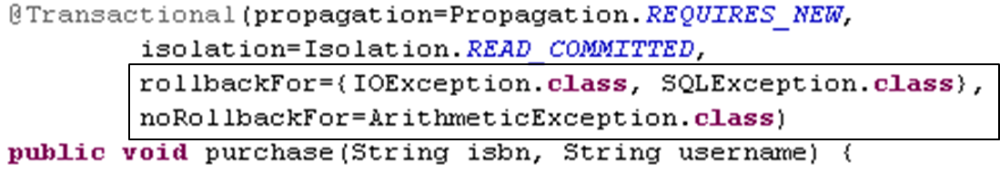 @Transactional(propagation=Propagation.REQUIRES_NEW,
isolation=Isolation.READ_COMMITTED,
rollbackFor={IOException.class, SQLException.class},
noRollbackFor=ArithmeticException.class)
public void purchase(String isbn, String username) {